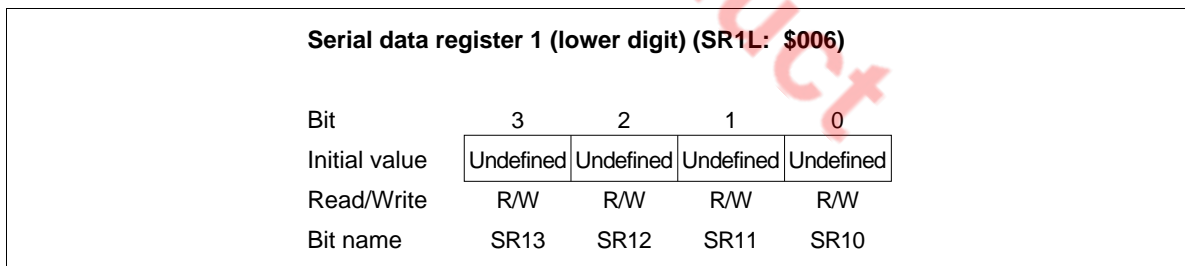 Serial data register 1 (lower digit) (SR1L: $006)
Bit 3 2 1 0
Initial value Undefined Undefined Undefined Undefined
Read/Write R/W R/W R/W R/W
Bit name SR13 SR12 SR11 SR10
uct